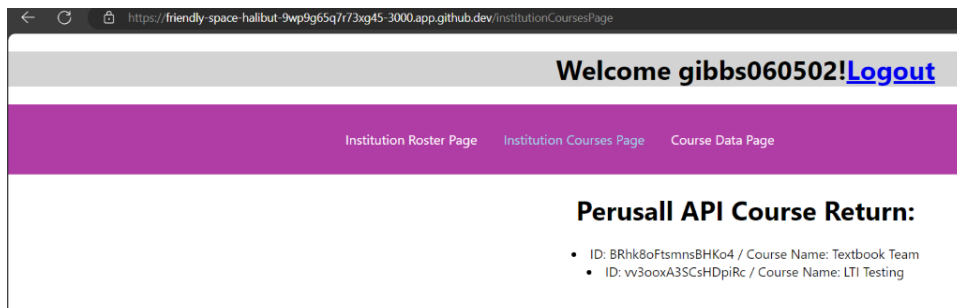 https://friendly-space-halibut-9wp9g65q7r73xg45-3000.app.github.dev/institutionCoursesPage
Welcome gibbs060502!Logout
Institution Roster Page Institution Courses Page Course Data Page
Perusall API Course Return:
• ID: BRhk8oFtsmnsBHKo4 / Course Name: Textbook Team
• ID: vv3ooxA3SCsHDpiRc / Course Name: LTI Testing